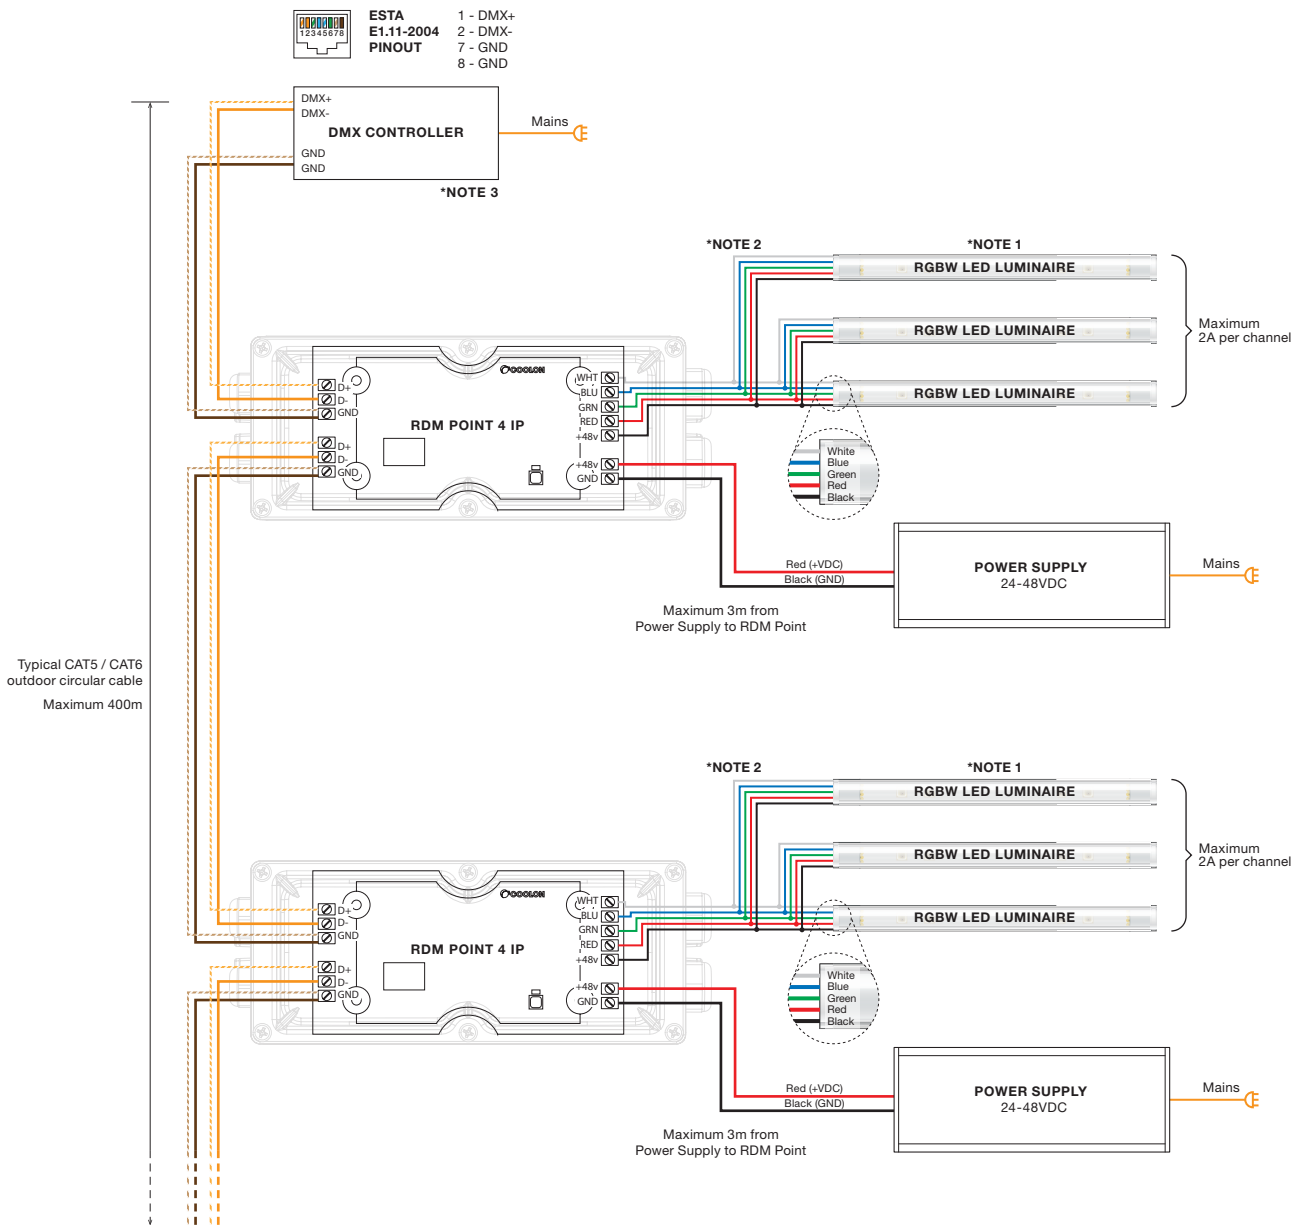 12345678
ESTA
E1.11-2004
PINOUT
1 - DMX+
2 - DMX-
7 - GND
8 - GND
DMX+
DMX-
DMX CONTROLLER
GND
GND
Mains
*NOTE 3
*NOTE 2
*NOTE 1
RGBW LED LUMINAIRE
RGBW LED LUMINAIRE
RGBW LED LUMINAIRE
Maximum
2A per channel
COOLON
D+
D-
GND
D+
D-
GND
RDM POINT 4 IP
WHT
BLU
GRN
RED
+48v
+48v
GND
White
Blue
Green
Red
Black
Red (+VDC)
Black (GND)
POWER SUPPLY
24-48VDC
Mains
Maximum 3m from
Power Supply to RDM Point
Typical CAT5 / CAT6
outdoor circular cable
Maximum 400m
*NOTE 2
*NOTE 1
RGBW LED LUMINAIRE
RGBW LED LUMINAIRE
RGBW LED LUMINAIRE
Maximum
2A per channel
COOLON
D+
D-
GND
D+
D-
GND
RDM POINT 4 IP
WHT
BLU
GRN
RED
+48v
+48v
GND
White
Blue
Green
Red
Black
Red (+VDC)
Black (GND)
POWER SUPPLY
24-48VDC
Mains
Maximum 3m from
Power Supply to RDM Point